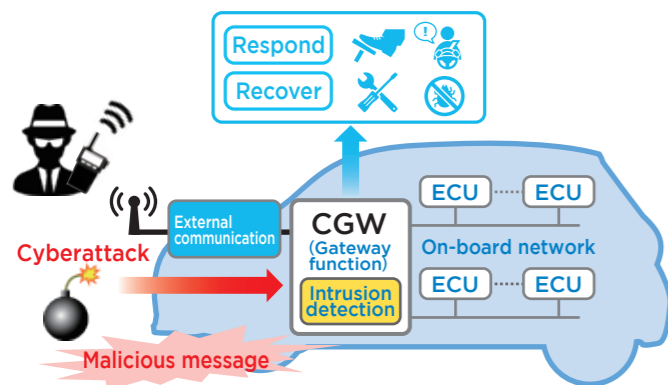 Respond
!
Recover
External
communication
CGW
(Gateway
function)
Intrusion
detection
ECU
ECU
On-board network
ECU
ECU
Cyberattack
Malicious message